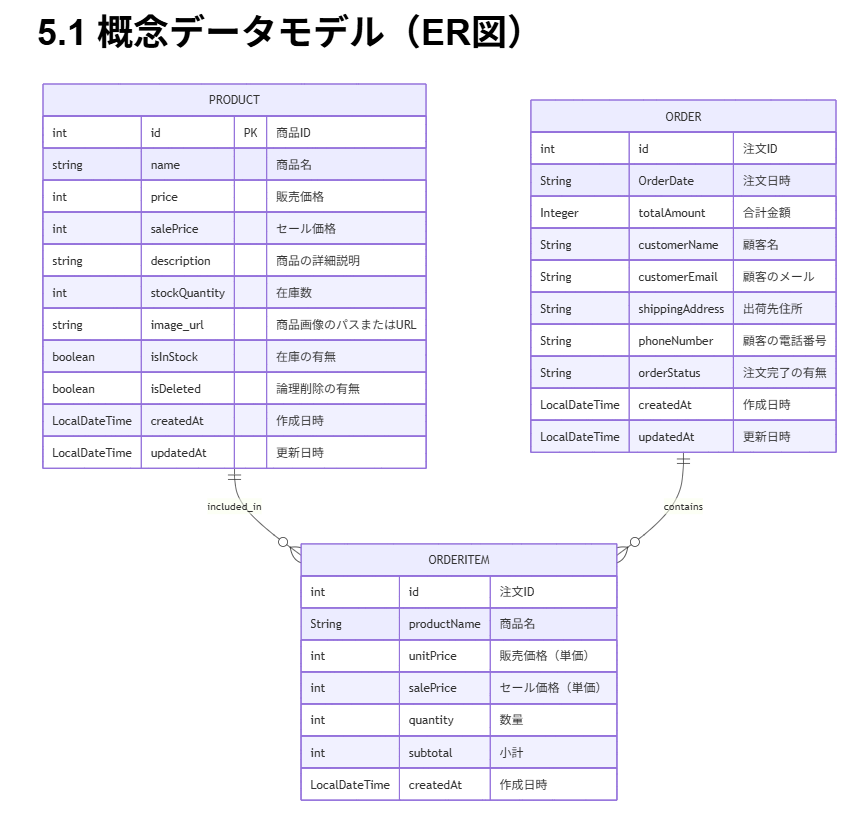 5.1 概念データモデル（ER図）
PRODUCT
int id PK 商品ID
string name 商品名
int price 販売価格
int salePrice セール価格
string description 商品の詳細説明
int stockQuantity 在庫数
string image_url 商品画像のパスまたはURL
boolean isInStock 在庫の有無
boolean isDeleted 論理削除の有無
LocalDateTime createdAt 作成日時
LocalDateTime updatedAt 更新日時
ORDER
int id 注文ID
String OrderDate 注文日時
Integer totalAmount 合計金額
String customerName 顧客名
String customerEmail 顧客のメール
String shippingAddress 出荷先住所
String phoneNumber 顧客の電話番号
String orderStatus 注文完了の有無
LocalDateTime createdAt 作成日時
LocalDateTime updatedAt 更新日時
included_in
contains
ORDERITEM
int id 注文ID
String productName 商品名
int unitPrice 販売価格（単価）
int salePrice セール価格（単価）
int quantity 数量
int subtotal 小計
LocalDateTime createdAt 作成日時